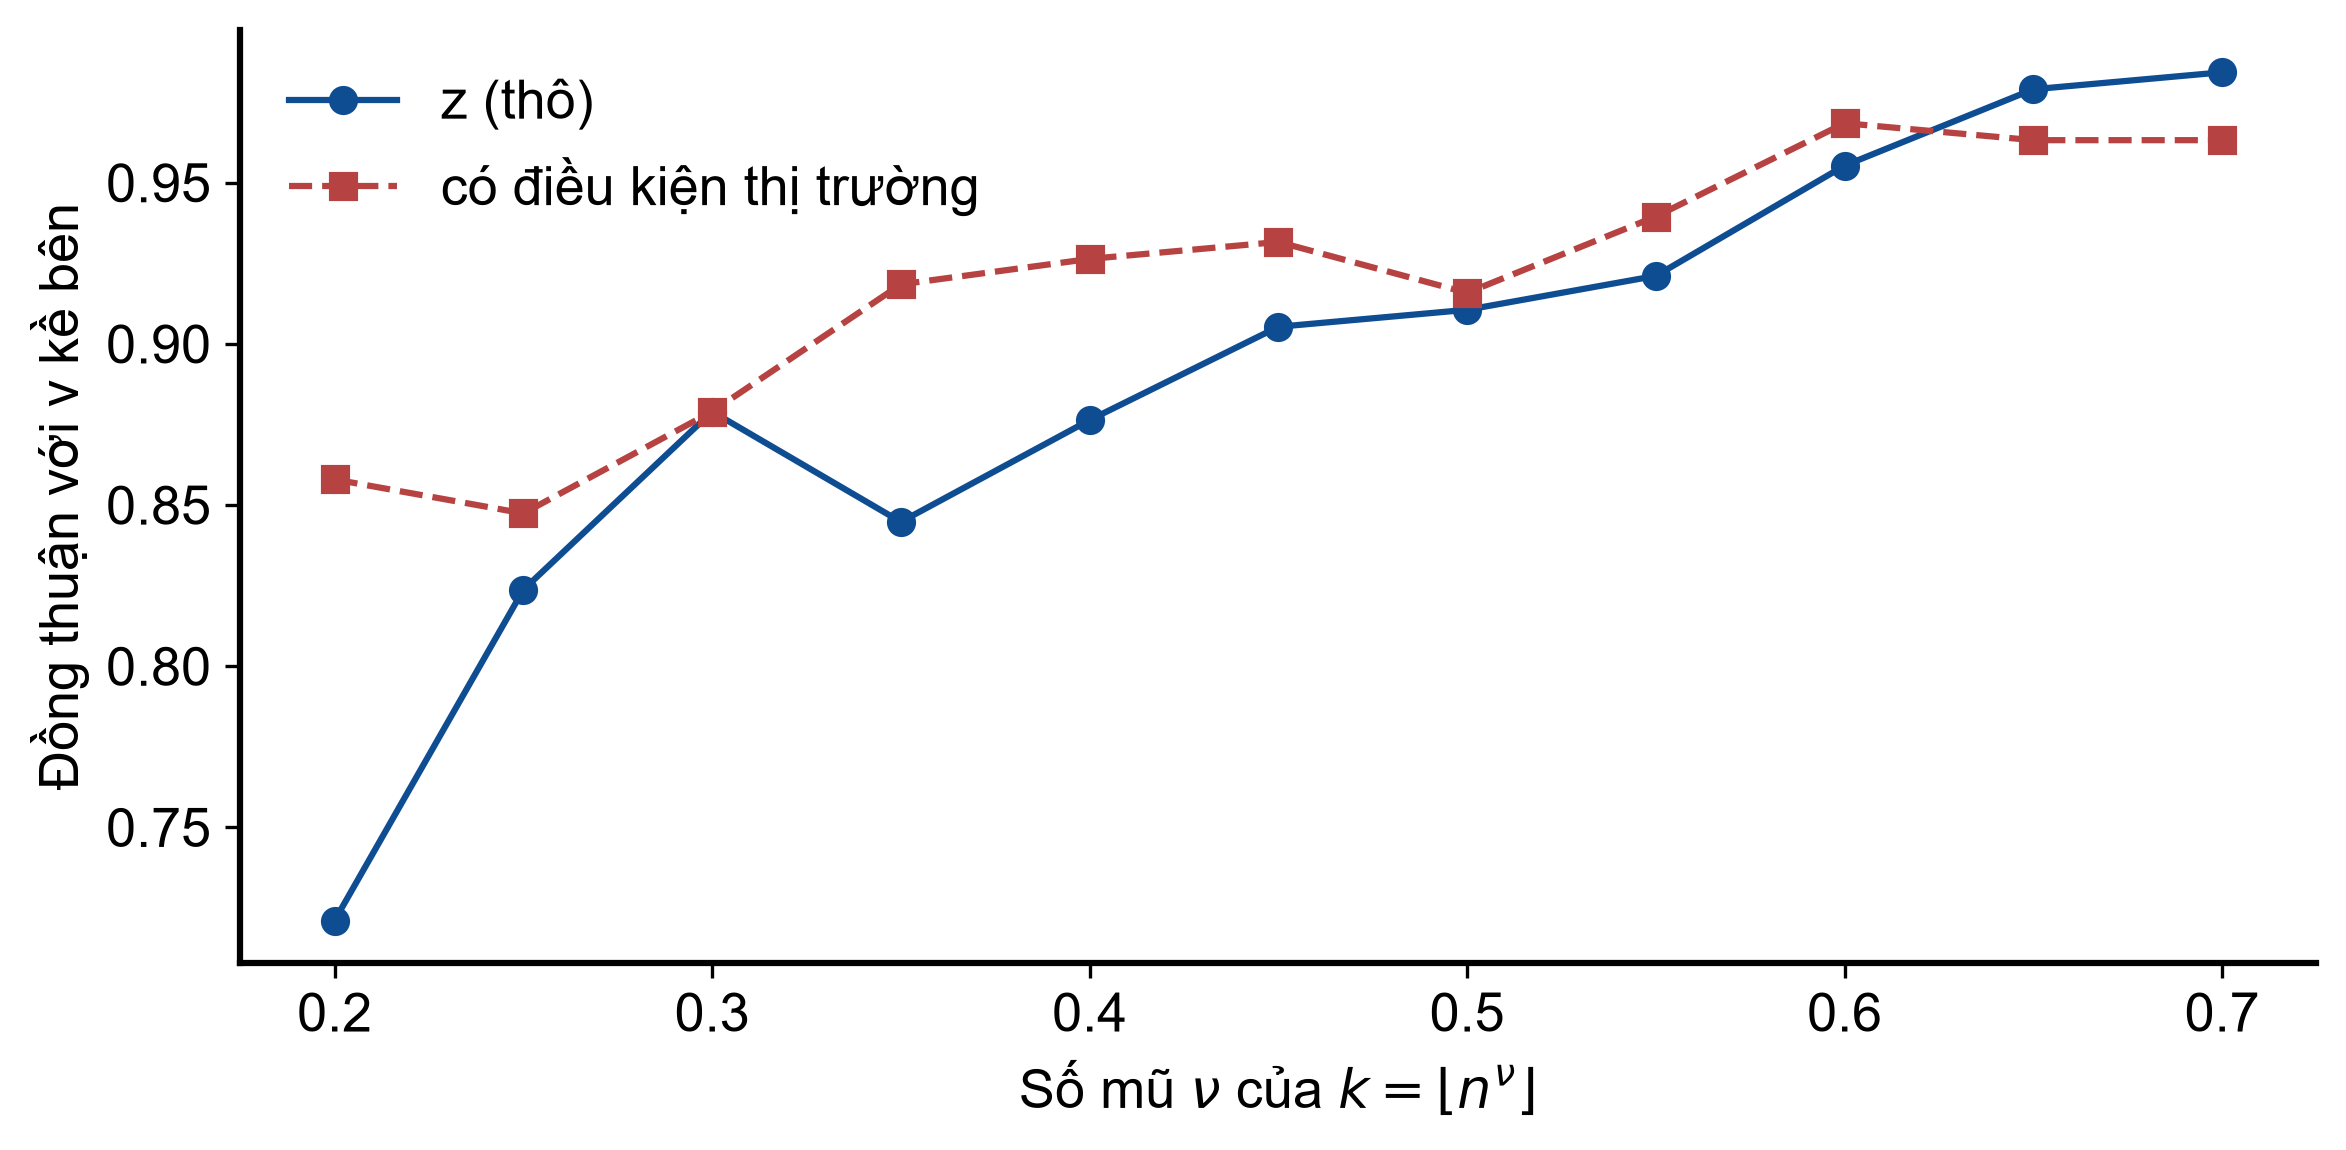 z (thô)
có điều kiện thị trường
Đồng thuận với v kề bên
0.95
0.90
0.85
0.80
0.75
0.2 0.3 0.4 0.5 0.6 0.7
Số mũ ν của k = ⌊n^ν⌋